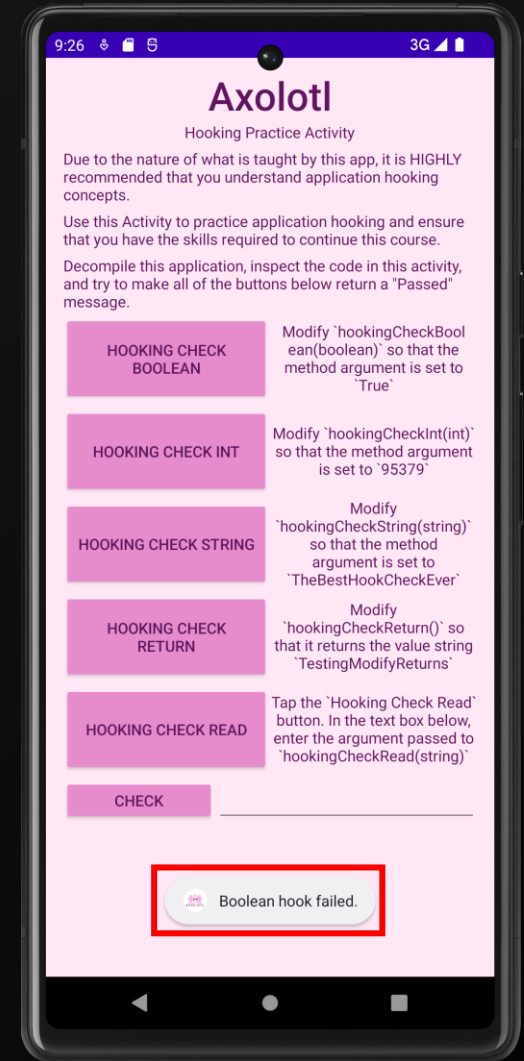 9:26 3G
Axolotl
Hooking Practice Activity
Due to the nature of what is taught by this app, it is HIGHLY
recommended that you understand application hooking
concepts.
Use this Activity to practice application hooking and ensure
that you have the skills required to continue this course.
Decompile this application, inspect the code in this activity,
and try to make all of the buttons below return a "Passed"
message.
HOOKING CHECK
BOOLEAN
Modify `hookingCheckBool
ean(boolean)` so that the
method argument is set to
`True`
HOOKING CHECK INT
Modify `hookingCheckInt(int)`
so that the method argument
is set to `95379`
HOOKING CHECK STRING
Modify
`hookingCheckString(string)`
so that the method
argument is set to
`TheBestHookCheckEver`
HOOKING CHECK
RETURN
Modify
`hookingCheckReturn()` so
that it returns the value string
`TestingModifyReturns`
HOOKING CHECK READ
Tap the `Hooking Check Read`
button. In the text box below,
enter the argument passed to
`hookingCheckRead(string)`
CHECK
Boolean hook failed.